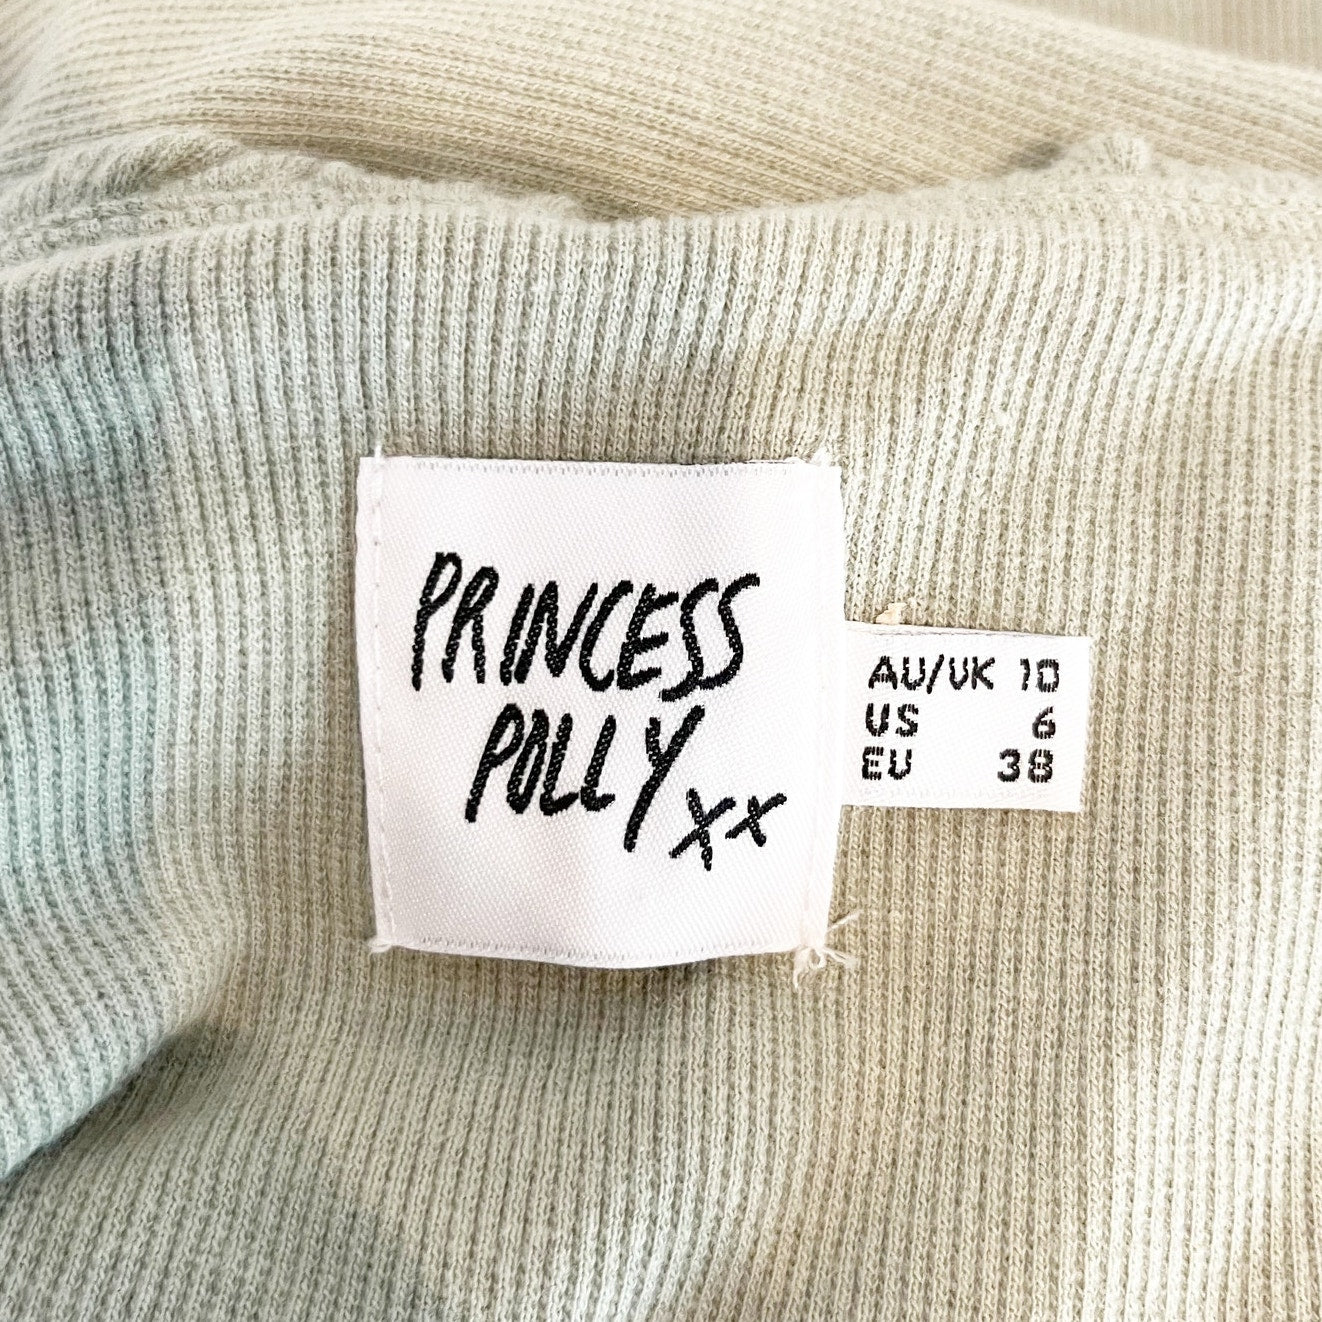 PRINCESS
POLLY
xx
AU/UK 10
US 6
EU 38